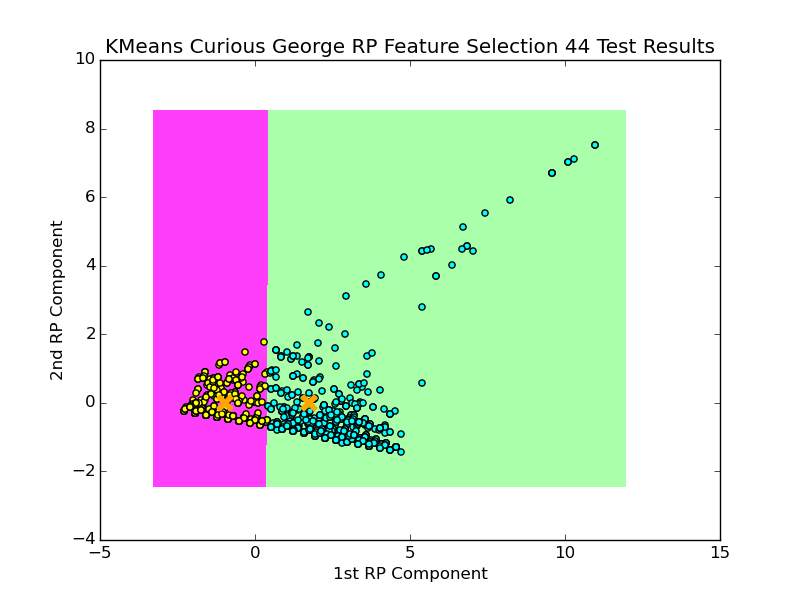 KMeans Curious George RP Feature Selection 44 Test Results
10
8
6
4
2
0
−2
−4
2nd RP Component
−5 0 5 10 15
1st RP Component